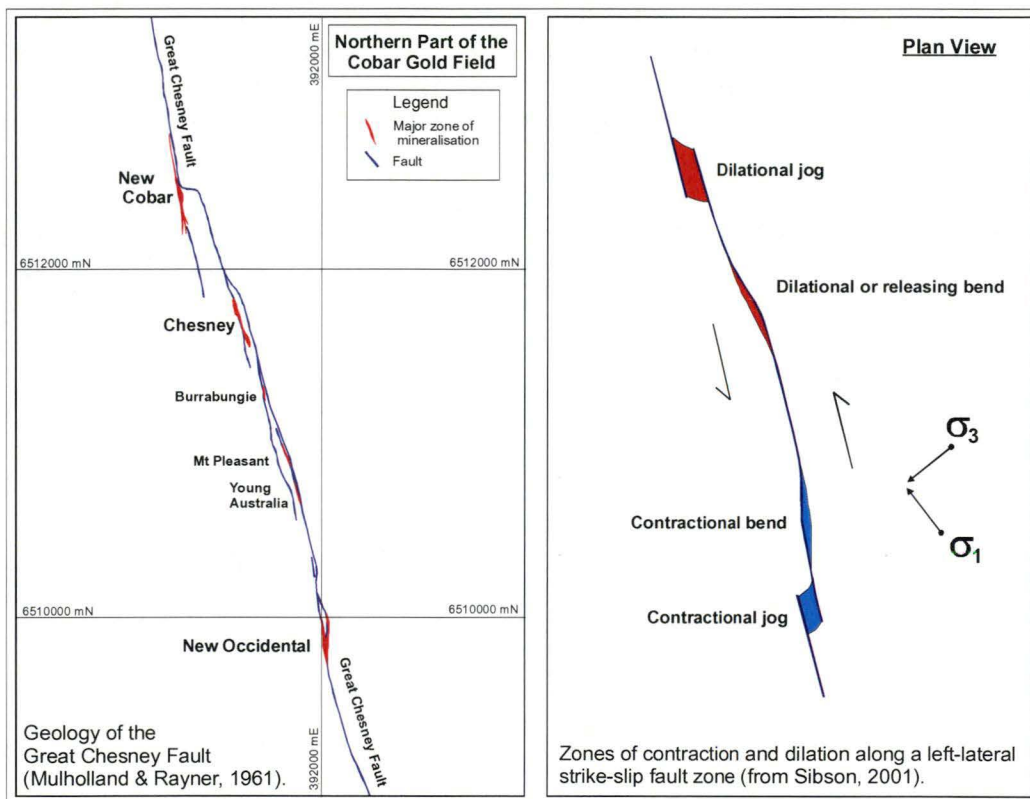 Great Chesney Fault
392000 mE
Northern Part of the
Cobar Gold Field
Legend
Major zone of
mineralisation
Fault
New
Cobar
6512000 mN
6512000 mN
Chesney
Burrabungie
Mt Pleasant
Young
Australia
6510000 mN
6510000 mN
New Occidental
Great Chesney Fault
392000 mE
Geology of the
Great Chesney Fault
(Mulholland & Rayner, 1961).
Plan View
Dilational jog
Dilational or releasing bend
σ3
Contractional bend
σ1
Contractional jog
Zones of contraction and dilation along a left-lateral
strike-slip fault zone (from Sibson, 2001).